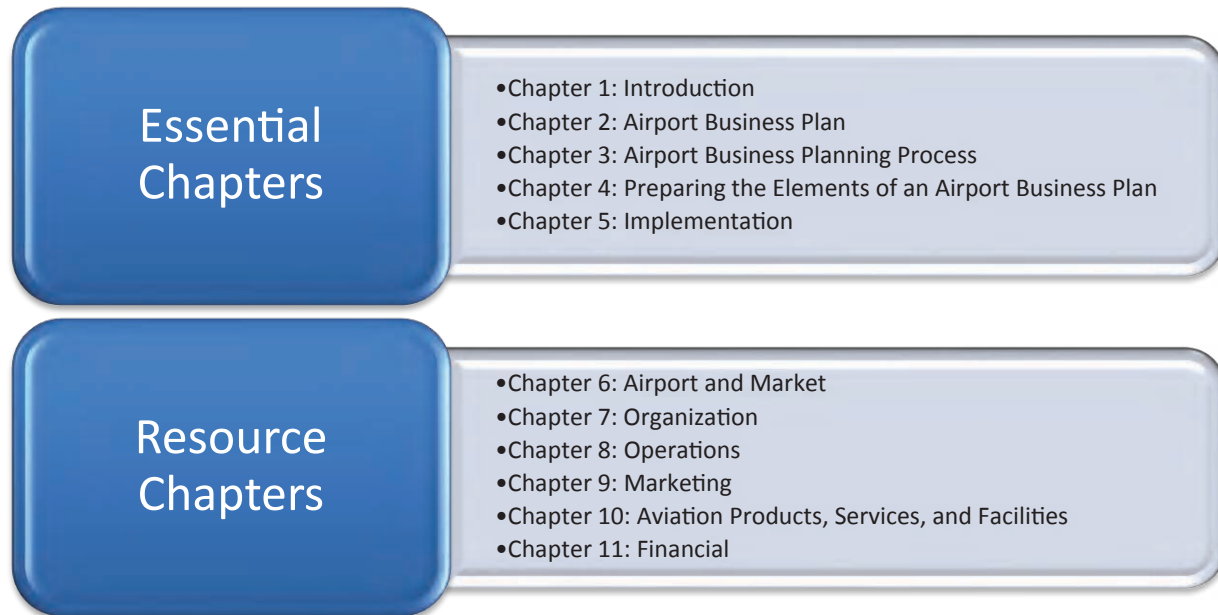 Essential
Chapters
•Chapter 1: Introduction
•Chapter 2: Airport Business Plan
•Chapter 3: Airport Business Planning Process
•Chapter 4: Preparing the Elements of an Airport Business Plan
•Chapter 5: Implementation
Resource
Chapters
•Chapter 6: Airport and Market
•Chapter 7: Organization
•Chapter 8: Operations
•Chapter 9: Marketing
•Chapter 10: Aviation Products, Services, and Facilities
•Chapter 11: Financial